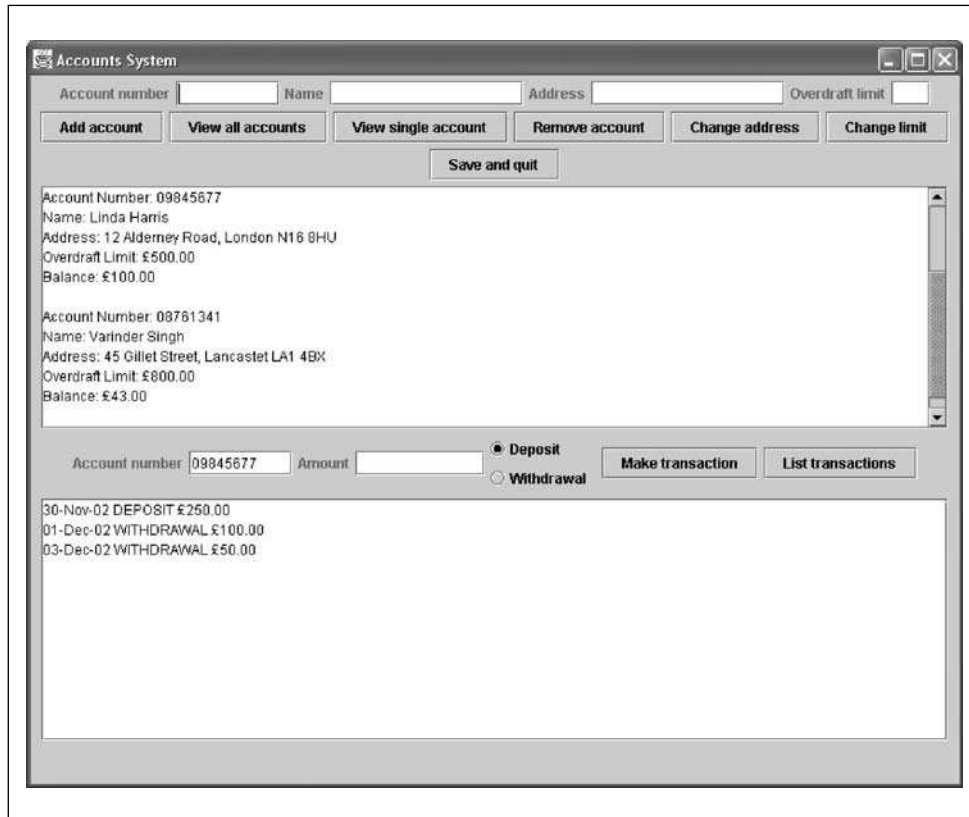 Accounts System
Account number Name Address Overdraft limit
Add account View all accounts View single account Remove account Change address Change limit
Save and quit
Account Number: 09845677
Name: Linda Harris
Address: 12 Alderney Road, London N16 8HU
Overdraft Limit: £500.00
Balance: £100.00
Account Number: 08761341
Name: Varinder Singh
Address: 45 Gillet Street, Lancastet LA1 4BX
Overdraft Limit: £800.00
Balance: £43.00
Account number 09845677 Amount Deposit Make transaction List transactions
Withdrawal
30-Nov-02 DEPOSIT £250.00
01-Dec-02 WITHDRAWAL £100.00
03-Dec-02 WITHDRAWAL £50.00